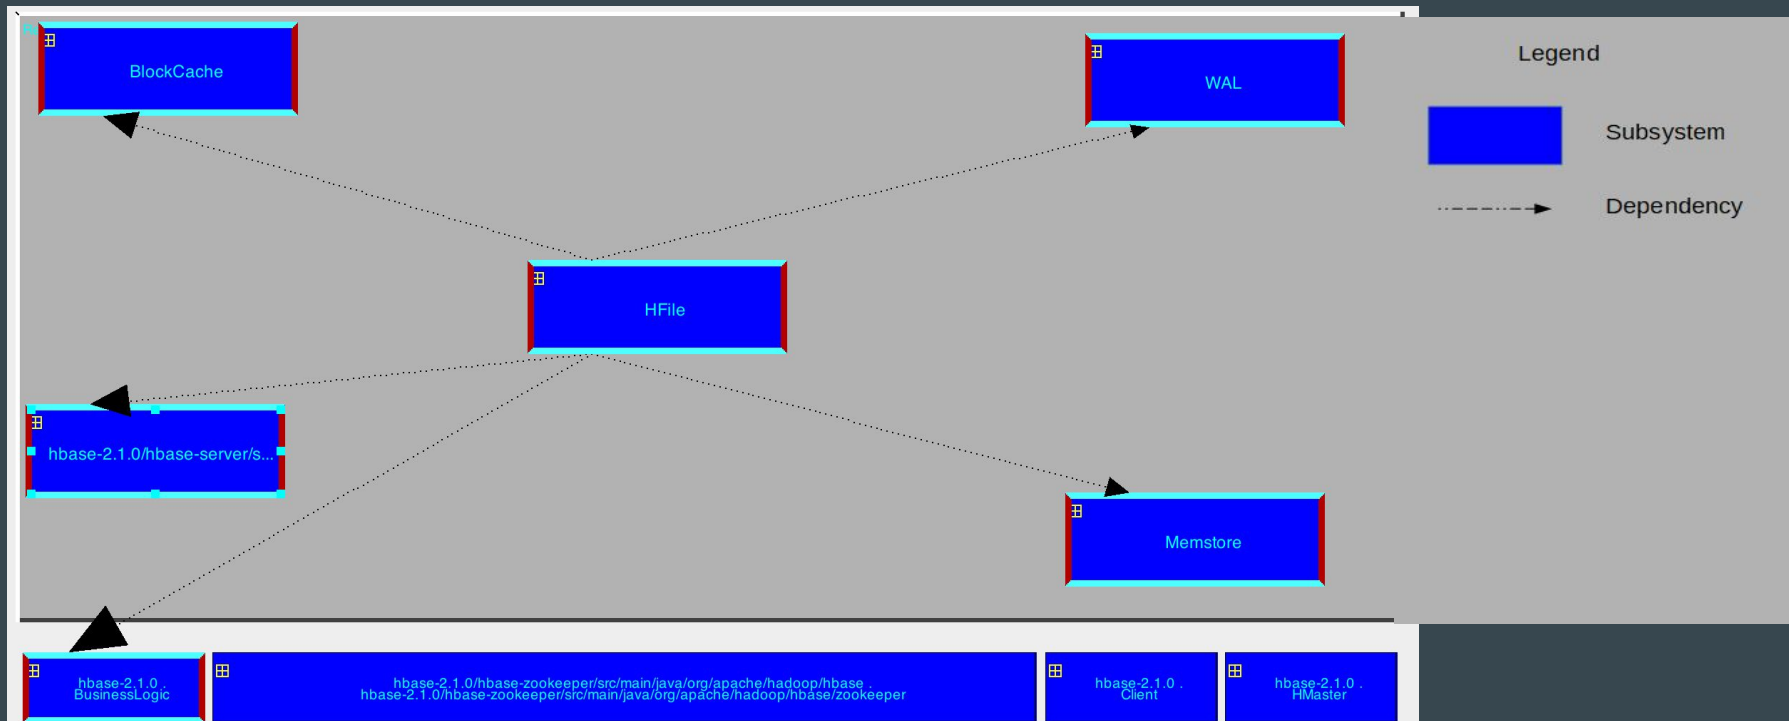 BlockCache
WAL
Legend
Subsystem
Dependency
HFile
hbase-2.1.0/hbase-server/s...
Memstore
hbase-2.1.0 .
BusinessLogic
hbase-2.1.0/hbase-zookeeper/src/main/java/org/apache/hadoop/hbase .
hbase-2.1.0/hbase-zookeeper/src/main/java/org/apache/hadoop/hbase/zookeeper
hbase-2.1.0 .
Client
hbase-2.1.0 .
HMaster